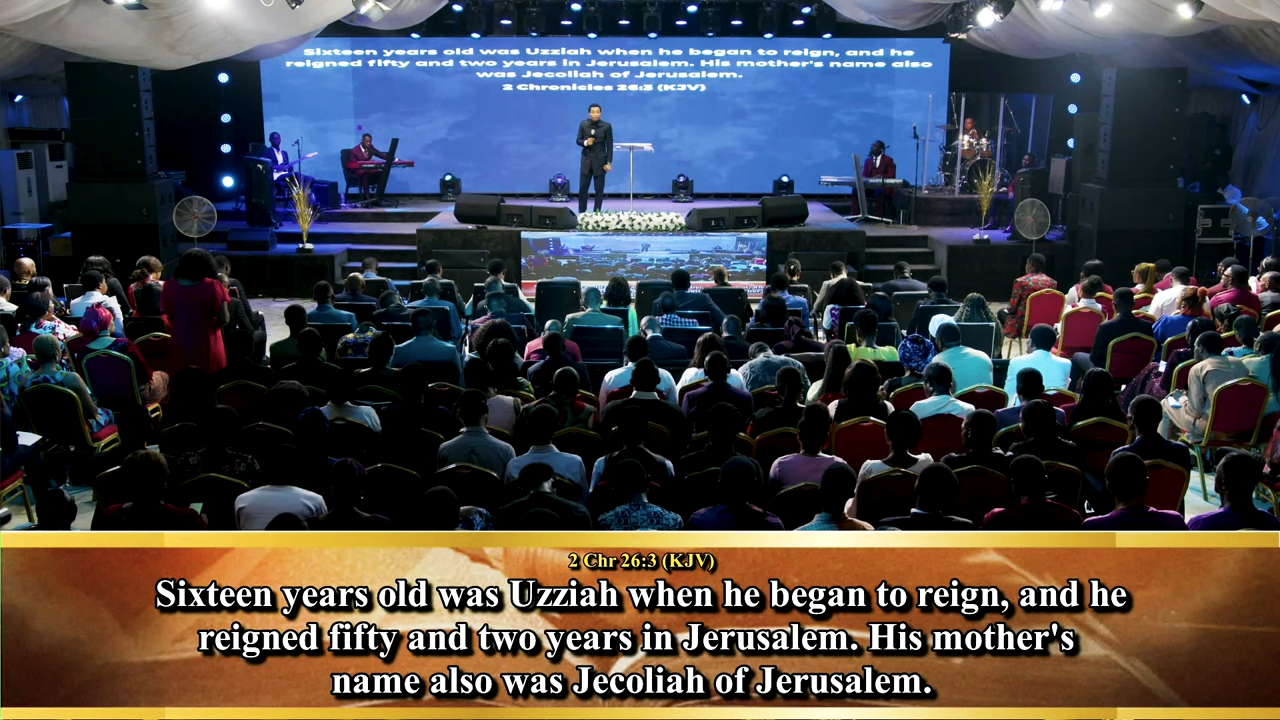 Sixteen years old was Uzziah when he began to reign, and he
reigned fifty and two years in Jerusalem. His mother's name also
was Jecoliah of Jerusalem.
2 Chronicles 26:3 (KJV)
2 Chr 26:3 (KJV)
Sixteen years old was Uzziah when he began to reign, and he
reigned fifty and two years in Jerusalem. His mother's
name also was Jecoliah of Jerusalem.